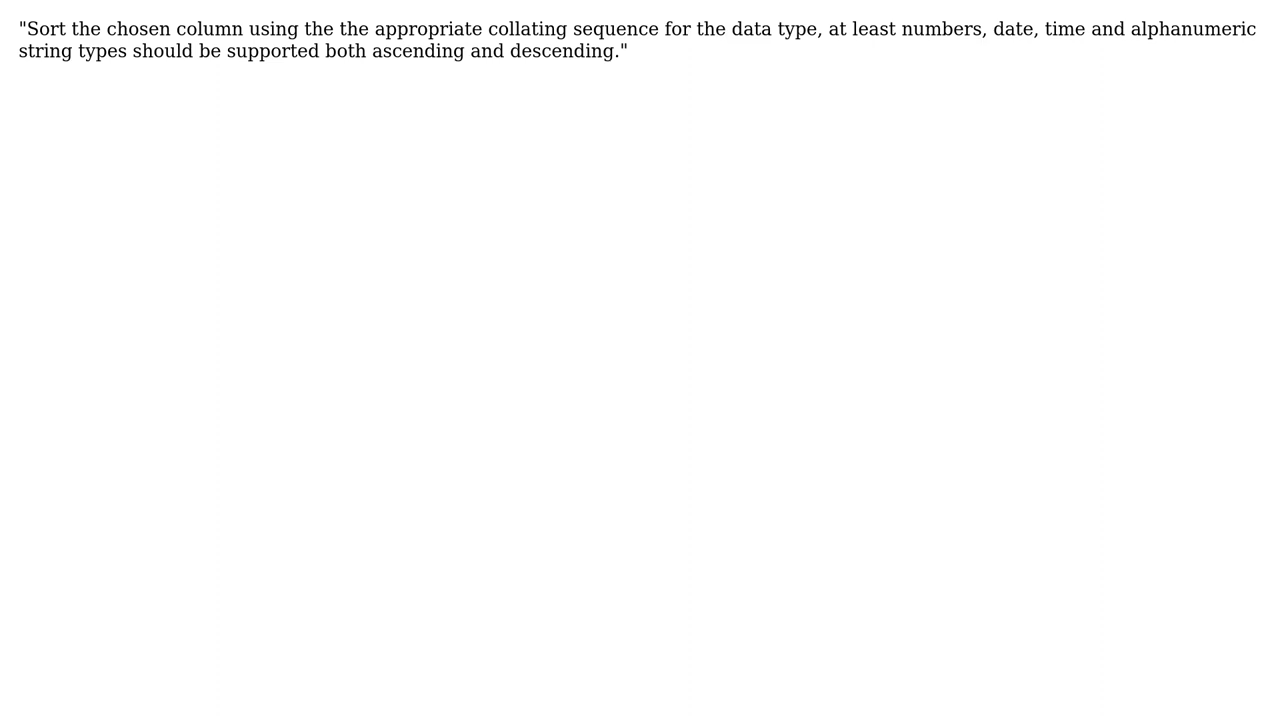 "Sort the chosen column using the the appropriate collating sequence for the data type, at least numbers, date, time and alphanumeric
string types should be supported both ascending and descending."